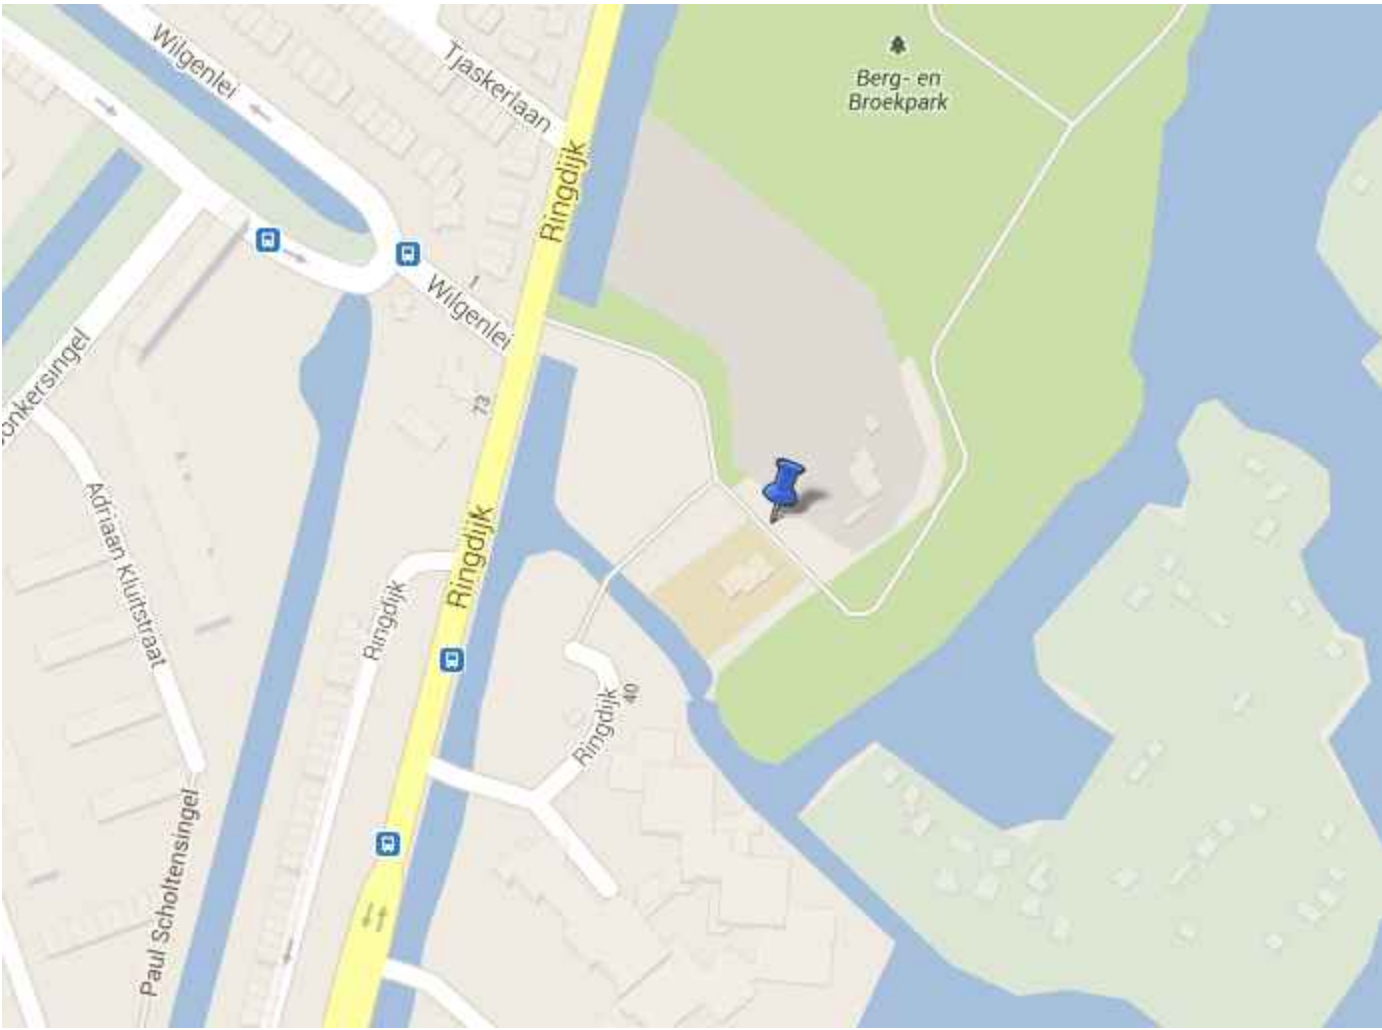 Wilgenlei
Tjaskerlaan
Berg- en
Broekpark
Ringdijk
Wilgenlei
onkersingel
73
Adriaan Kluitstraat
Ringdijk
Ringdijk
40
Ringdijk
Paul Scholtensingel